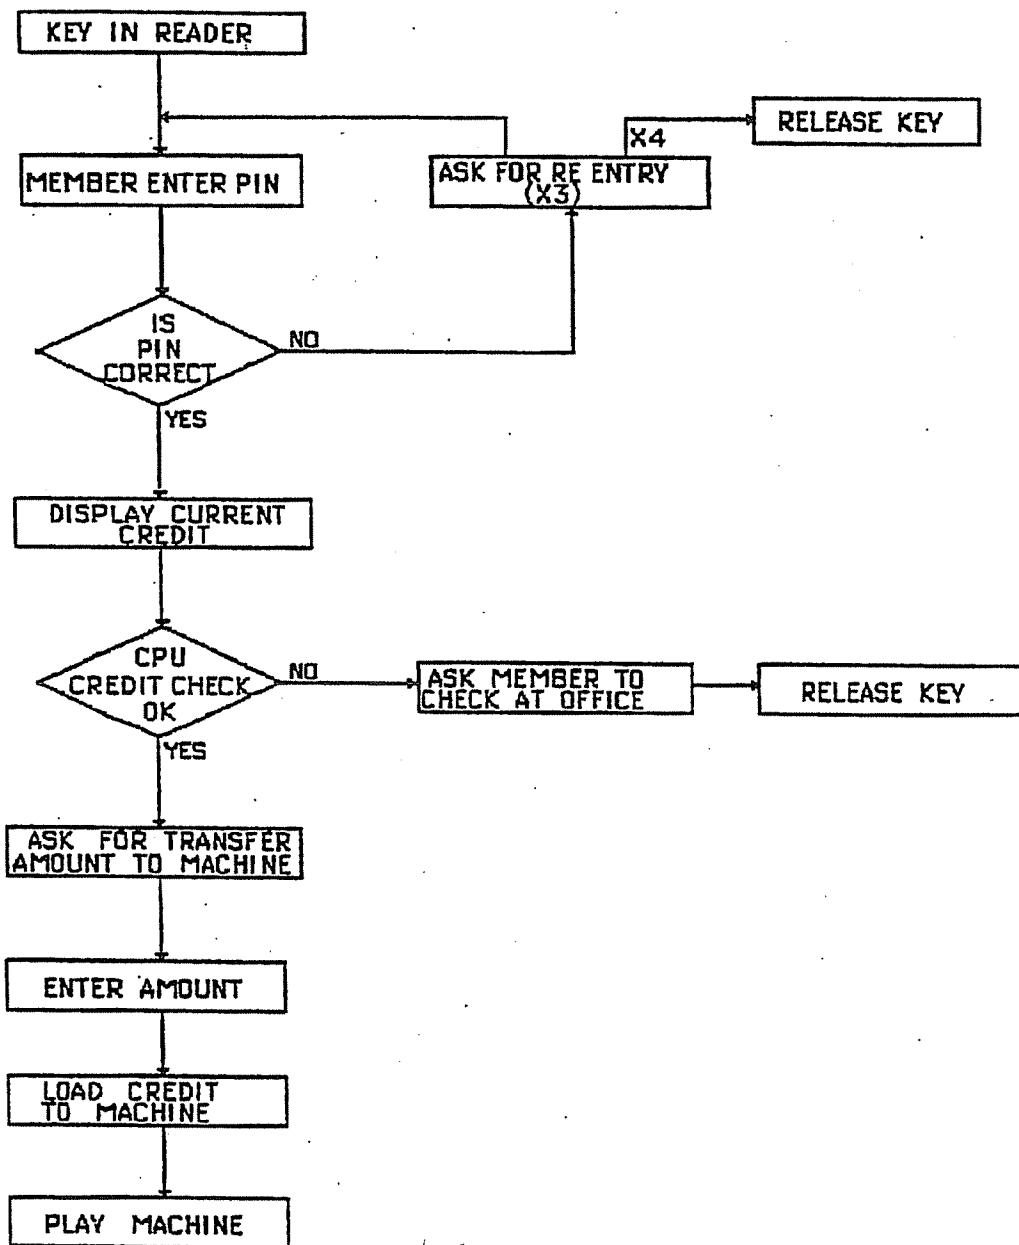 KEY IN READER
RELEASE KEY
X4
ASK FOR RE ENTRY
(X3)
MEMBER ENTER PIN
IS
PIN
CORRECT
NO
YES
DISPLAY CURRENT
CREDIT
CPU
CREDIT CHECK
OK
NO
ASK MEMBER TO
CHECK AT OFFICE
RELEASE KEY
YES
ASK FOR TRANSFER
AMOUNT TO MACHINE
ENTER AMOUNT
LOAD CREDIT
TO MACHINE
PLAY MACHINE